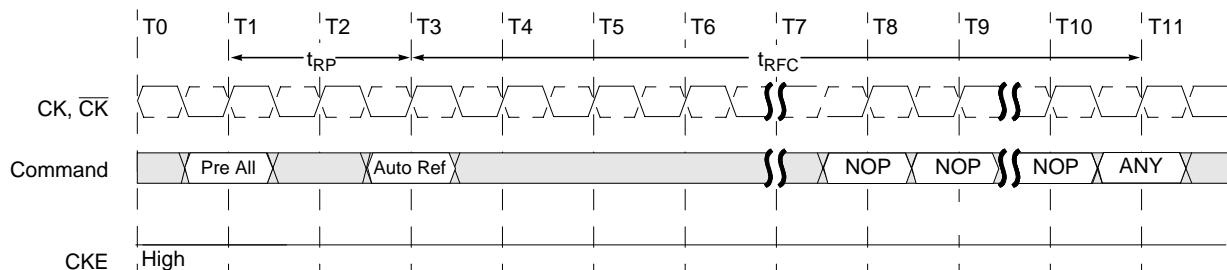 T0 T1 T2 T3 T4 T5 T6 T7 T8 T9 T10 T11
tRP tRFC
CK, C̅K̅
Command Pre All Auto Ref NOP NOP NOP ANY
CKE High